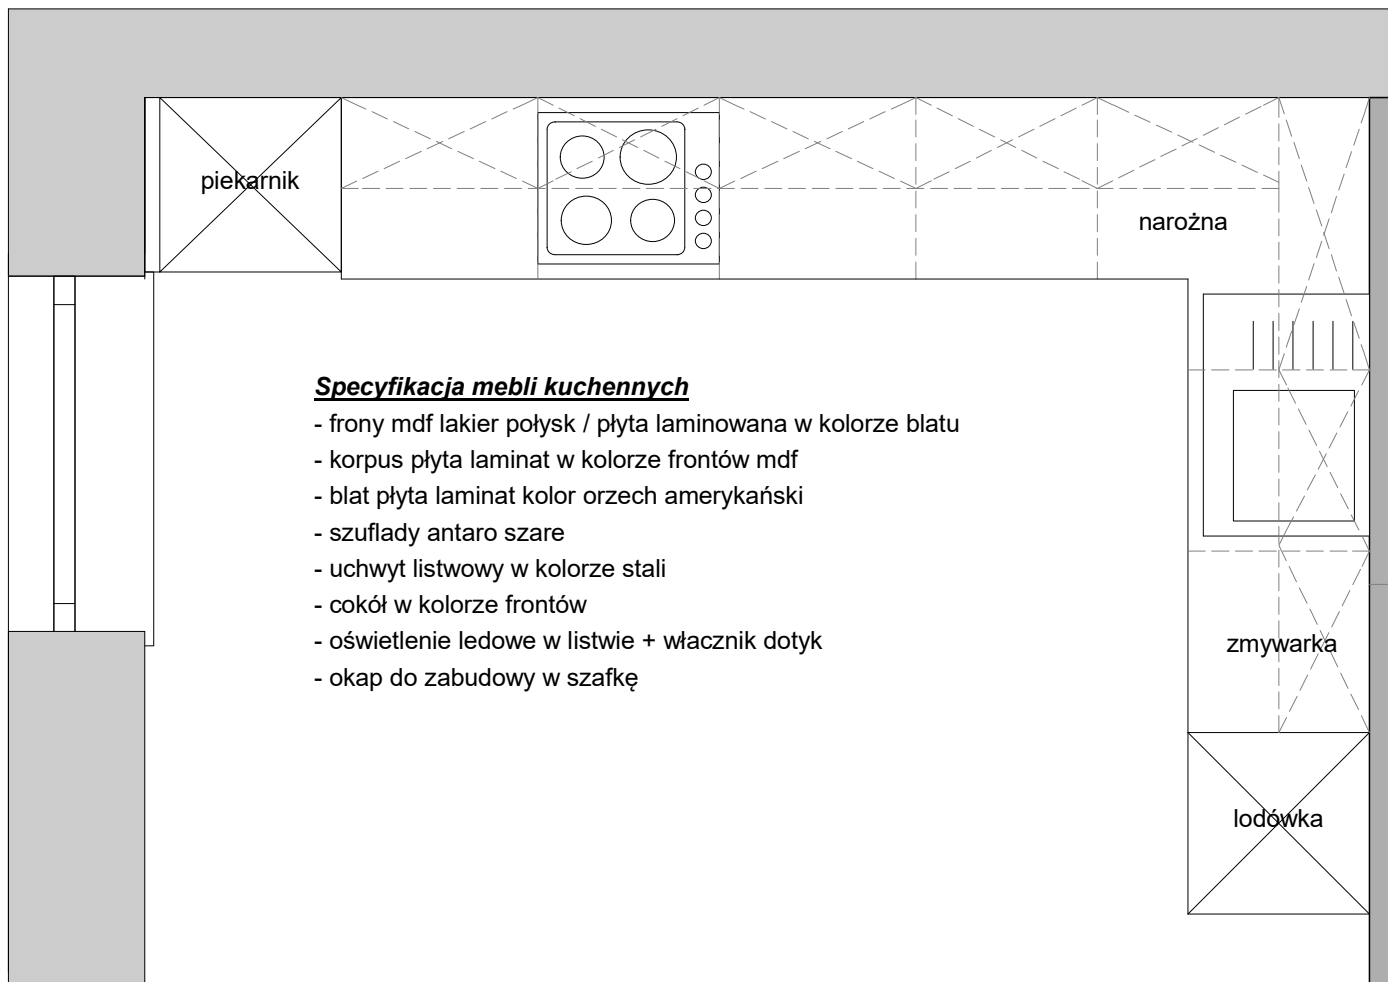 piekarnik
narożna
Specyfikacja mebli kuchennych
- frony mdf lakier połysk / płyta laminowana w kolorze blatu
- korpus płyta laminat w kolorze frontów mdf
- blat płyta laminat kolor orzech amerykański
- szuflady antaro szare
- uchwyt listwowy w kolorze stali
- cokół w kolorze frontów
- oświetlenie ledowe w listwie + włacznik dotyk
- okap do zabudowy w szafkę
zmywarka
lodówka